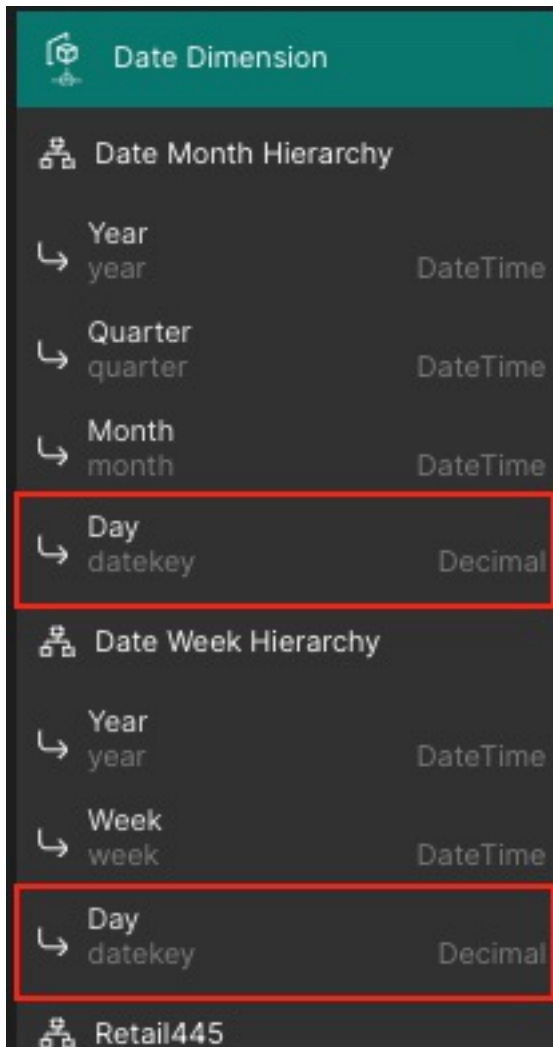 Date Dimension
Date Month Hierarchy
Year
year DateTime
Quarter
quarter DateTime
Month
month DateTime
Day
datekey Decimal
Date Week Hierarchy
Year
year DateTime
Week
week DateTime
Day
datekey Decimal
Retail445